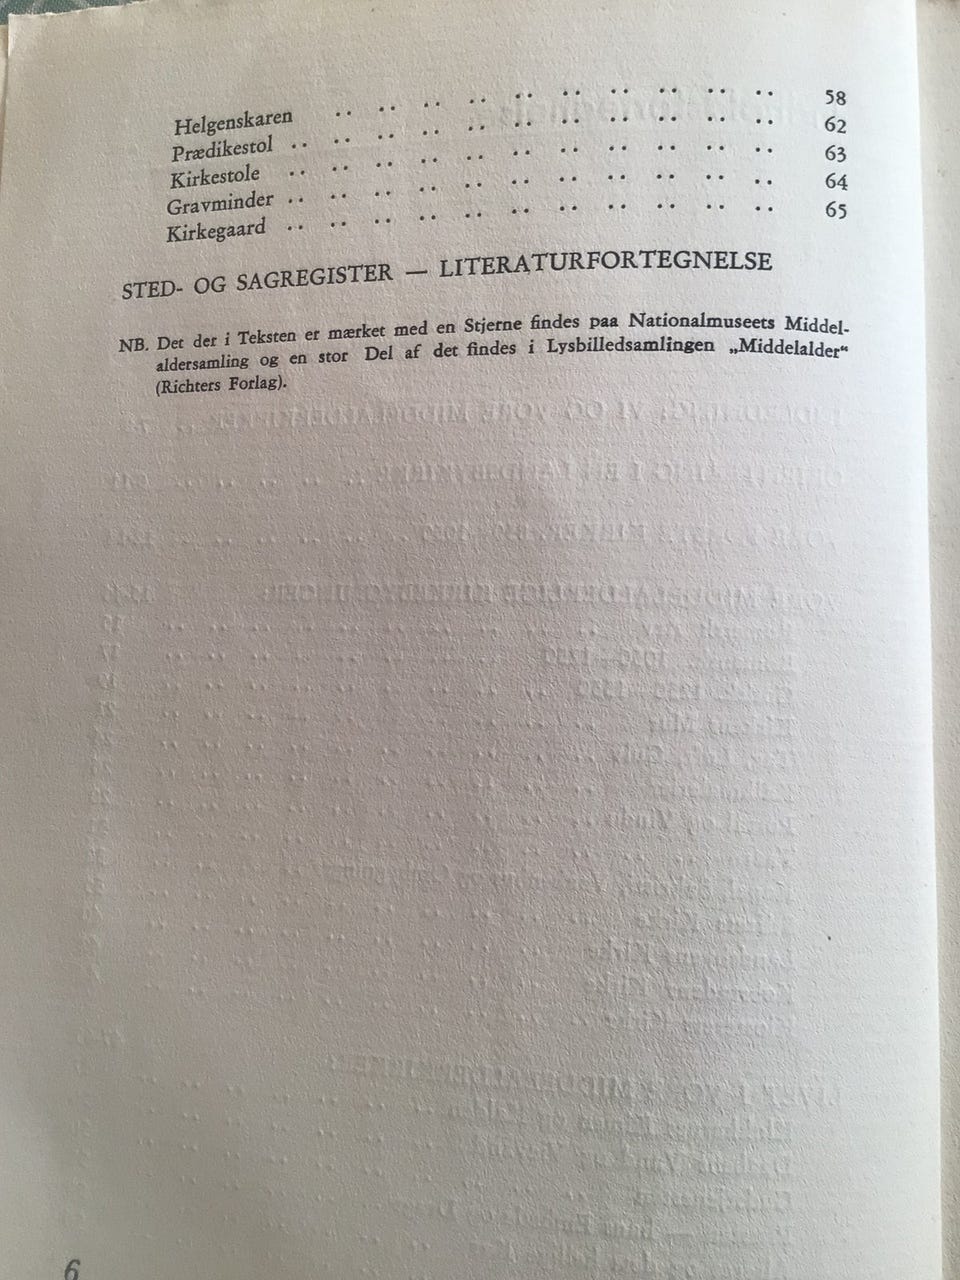 Helgenskaren .. .. .. .. .. .. .. .. .. .. 58
Prædikestol .. .. .. .. .. .. .. .. .. .. .. 62
Kirkestole .. .. .. .. .. .. .. .. .. .. .. 63
Gravminder .. .. .. .. .. .. .. .. .. .. .. 64
Kirkegaard .. .. .. .. .. .. .. .. .. .. .. 65
STED- OG SAGREGISTER — LITERATURFORTEGNELSE
NB. Det der i Teksten er mærket med en Stjerne findes paa Nationalmuseets Middel-
aldersamling og en stor Del af det findes i Lysbilledsamlingen „Middelalder“
(Richters Forlag).
6